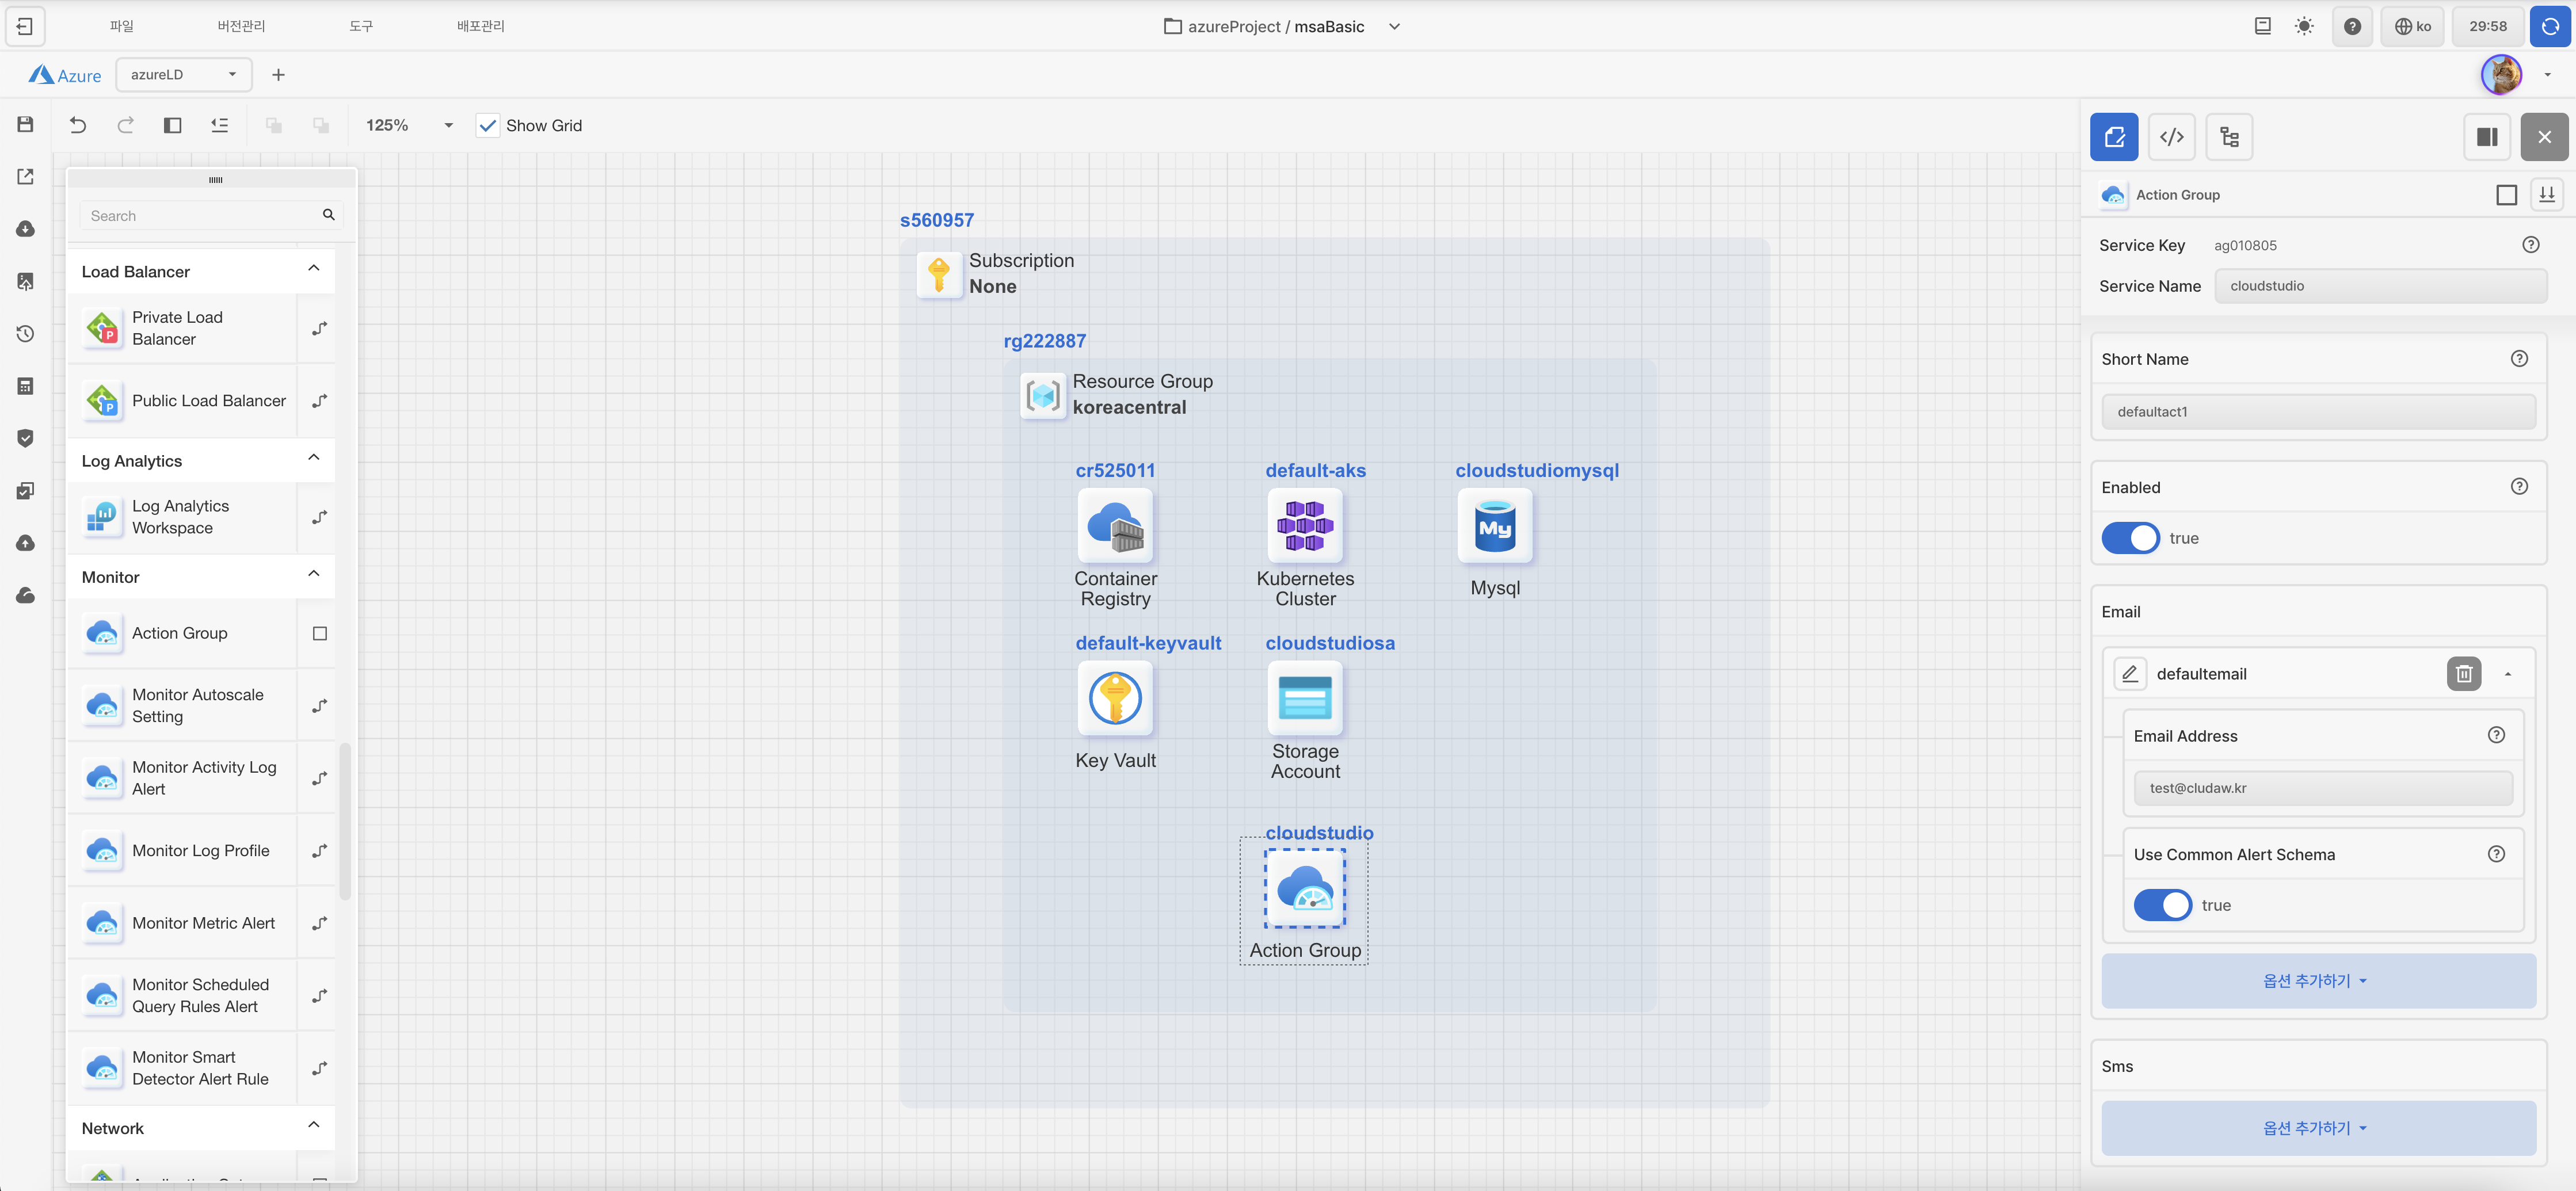 파일 버전관리 도구 배포관리
azureProject / msaBasic
ko 29:58
Azure azureLD
125% Show Grid
Search
Load Balancer
Private Load
Balancer
Public Load Balancer
Log Analytics
Log Analytics
Workspace
Monitor
Action Group
Monitor Autoscale
Setting
Monitor Activity Log
Alert
Monitor Log Profile
Monitor Metric Alert
Monitor Scheduled
Query Rules Alert
Monitor Smart
Detector Alert Rule
Network
s560957
Subscription
None
rg222887
Resource Group
koreacentral
cr525011
Container
Registry
default-aks
Kubernetes
Cluster
cloudstudiomysql
My
Mysql
default-keyvault
Key Vault
cloudstudiosa
Storage
Account
cloudstudio
Action Group
Action Group
Service Key ag010805
Service Name cloudstudio
Short Name
defaultact1
Enabled
true
Email
defaultemail
Email Address
test@cludaw.kr
Use Common Alert Schema
true
옵션 추가하기
Sms
옵션 추가하기